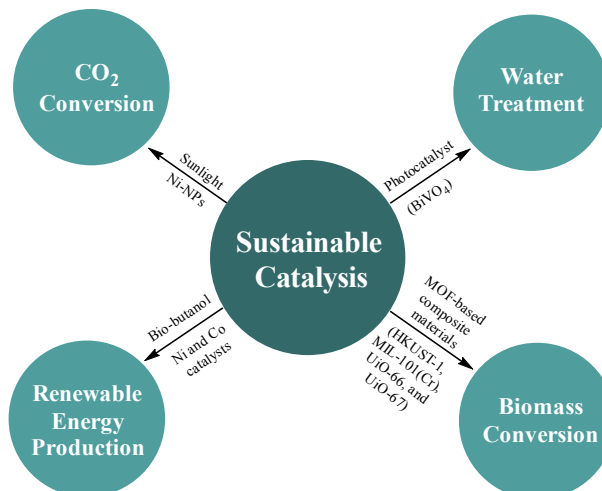 CO₂
Conversion
Water
Treatment
Sunlight
Ni-NPs
Photocatalyst
(BiVO₄)
Sustainable
Catalysis
Bio-butanol
Ni and Co
catalysts
MOF-based
composite
materials
(HKUST-1,
MIL-101(Cr),
UiO-66, and
UiO-67)
Renewable
Energy
Production
Biomass
Conversion